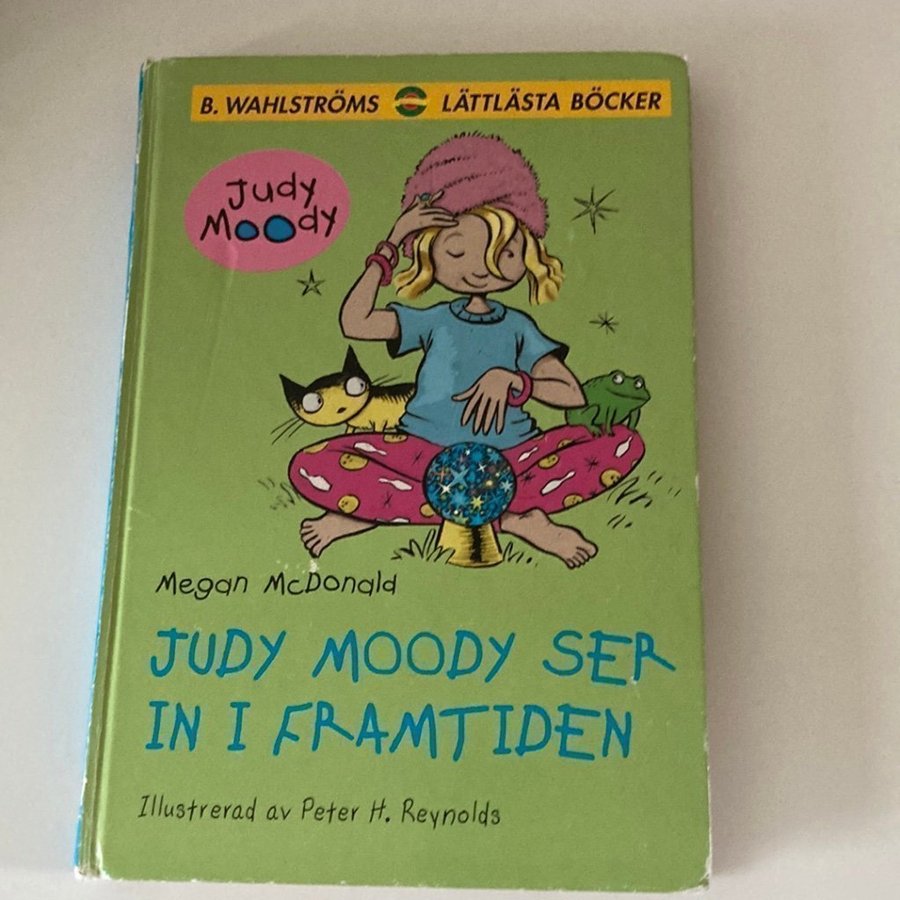 B. WAHLSTRÖMS LÄTTLÄSTA BÖCKER
Judy
Moody
Megan McDonald
JUDY MOODY SER
IN I FRAMTIDEN
Illustrerad av Peter H. Reynolds